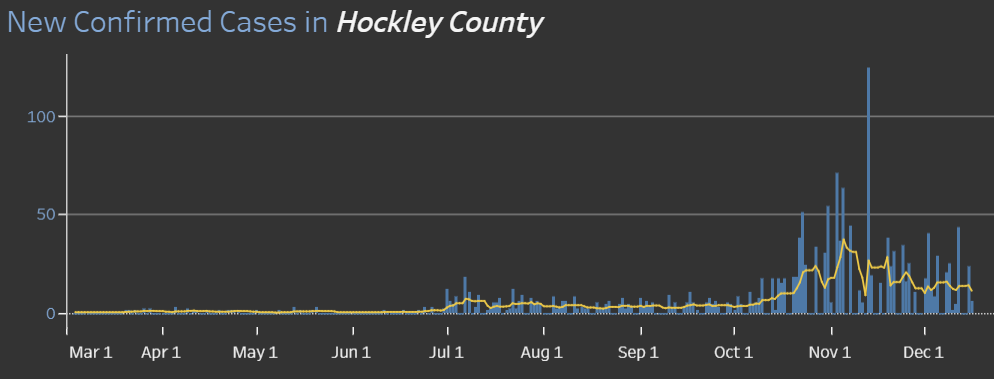 New Confirmed Cases in Hockley County
100
50
0
Mar 1 Apr 1 May 1 Jun 1 Jul 1 Aug 1 Sep 1 Oct 1 Nov 1 Dec 1